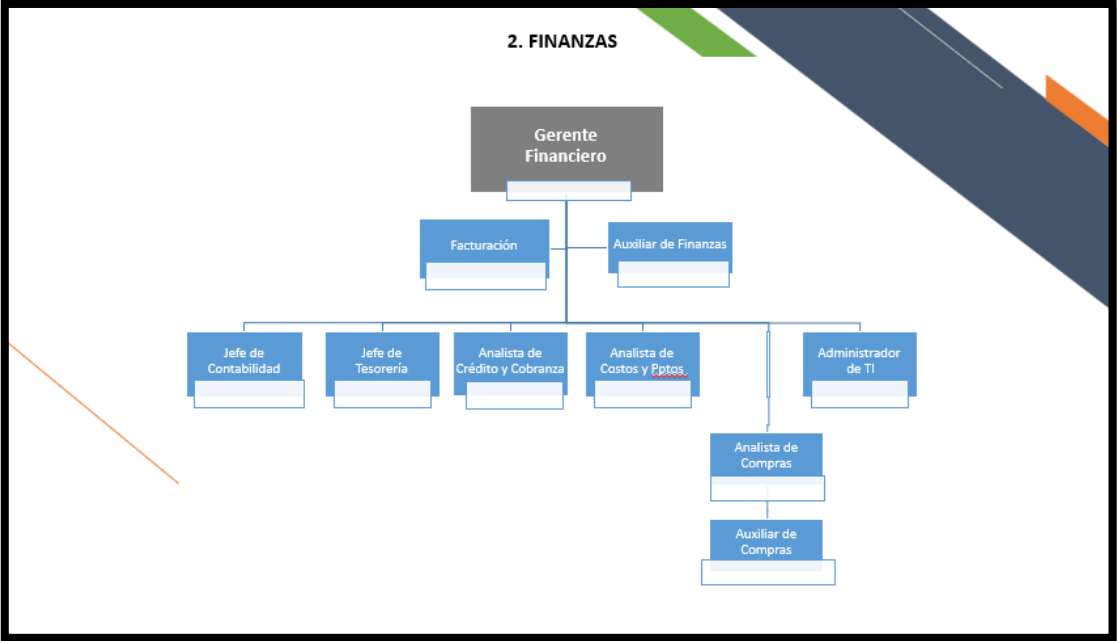 2. FINANZAS
Gerente
Financiero
Facturación
Auxiliar de Finanzas
Jefe de
Contabilidad
Jefe de
Tesorería
Analista de
Crédito y Cobranza
Analista de
Costos y Pptos.
Administrador
de TI
Analista de
Compras
Auxiliar de
Compras